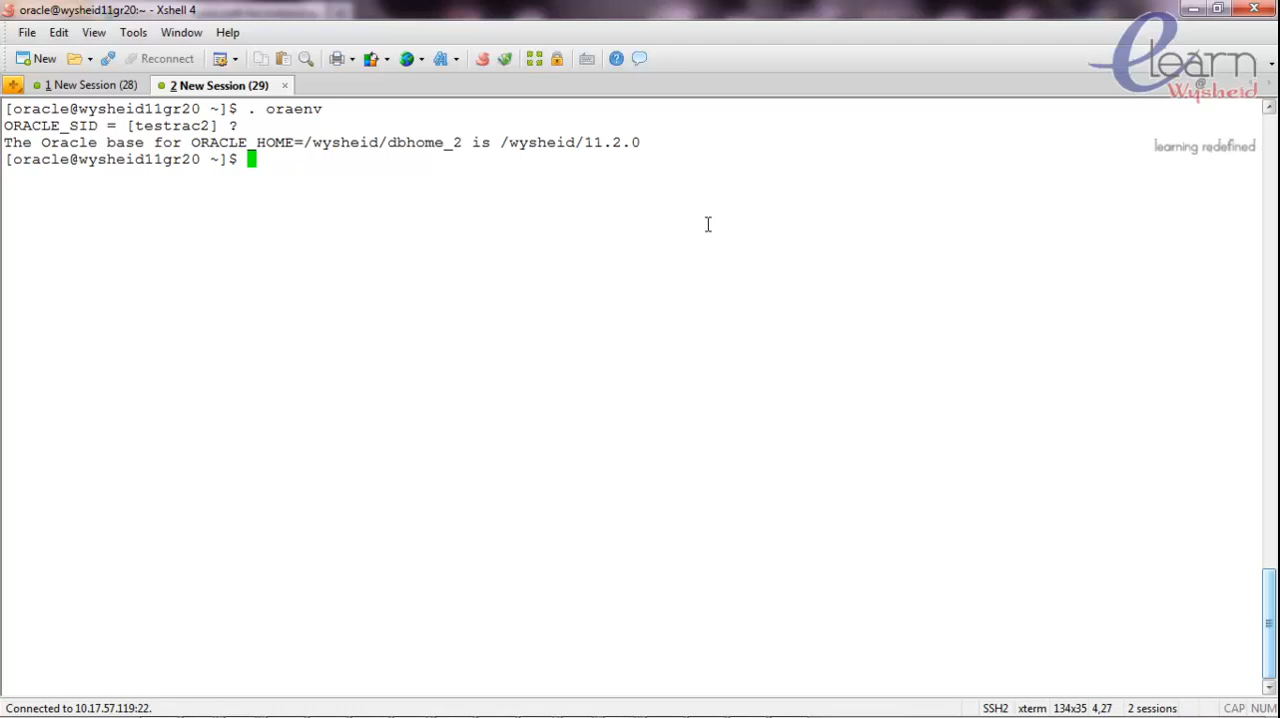 oracle@wysheid11gr20:~ - Xshell 4
File Edit View Tools Window Help
New Reconnect
1 New Session (28) 2 New Session (29)
elearn
@
Wysheid
learning redefined
[oracle@wysheid11gr20 ~]$ . oraenv
ORACLE_SID = [testrac2] ?
The Oracle base for ORACLE_HOME=/wysheid/dbhome_2 is /wysheid/11.2.0
[oracle@wysheid11gr20 ~]$
Connected to 10.17.57.119:22. SSH2 xterm 134x35 4,27 2 sessions CAP NUM